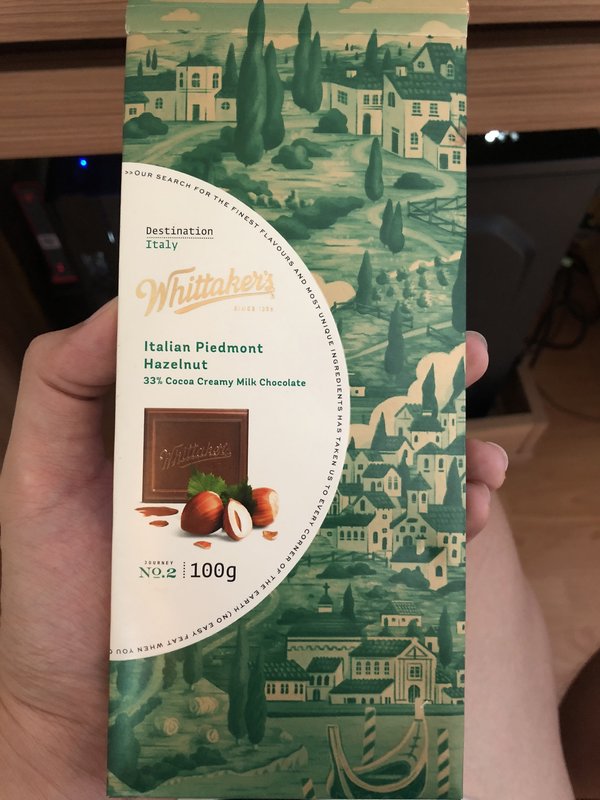 >>OUR SEARCH FOR THE FINEST FLAVOURS AND MOST UNIQUE INGREDIENTS HAS TAKEN US TO EVERY CORNER OF THE EARTH (NO EASY FEAT WHEN YOU
Destination
Italy
Whittaker's
SINCE 1896
Italian Piedmont
Hazelnut
33% Cocoa Creamy Milk Chocolate
Whittaker's
JOURNEY
No.2
100g